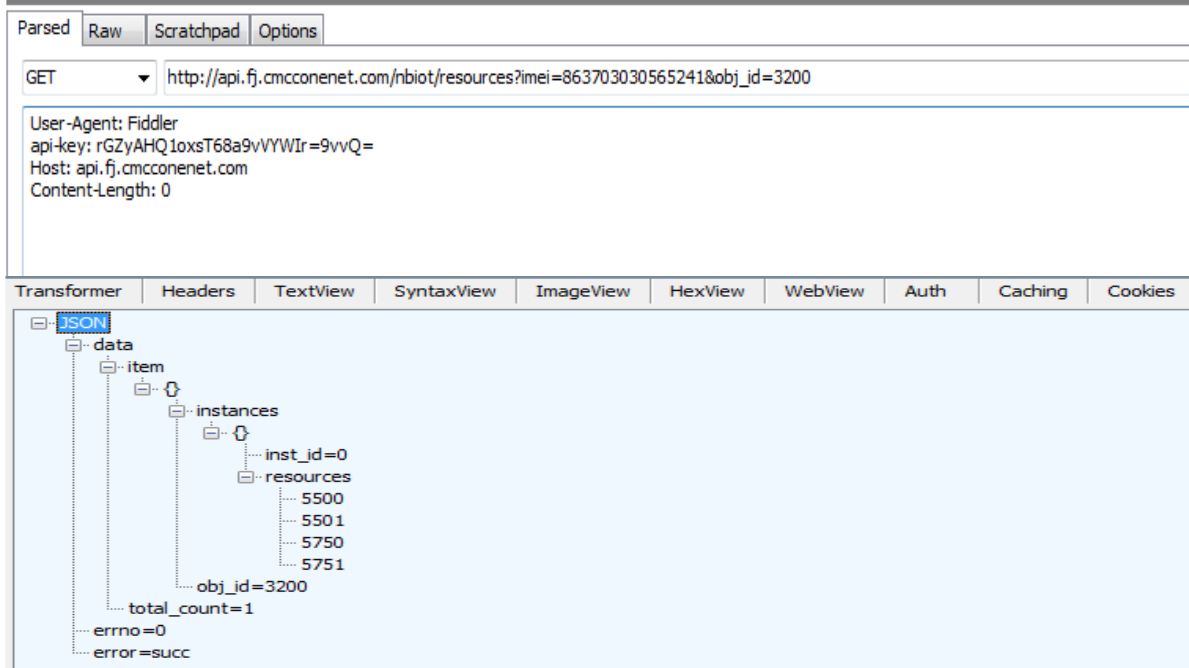 Parsed Raw Scratchpad Options
GET http://api.fj.cmcconenet.com/nbiot/resources?imei=863703030565241&obj_id=3200
User-Agent: Fiddler
api-key: rGZyAHQ1oxsT68a9vVYWIr=9vvQ=
Host: api.fj.cmcconenet.com
Content-Length: 0
Transformer Headers TextView SyntaxView ImageView HexView WebView Auth Caching Cookies
JSON
data
item
{}
instances
{}
inst_id=0
resources
5500
5501
5750
5751
obj_id=3200
total_count=1
errno=0
error=succ